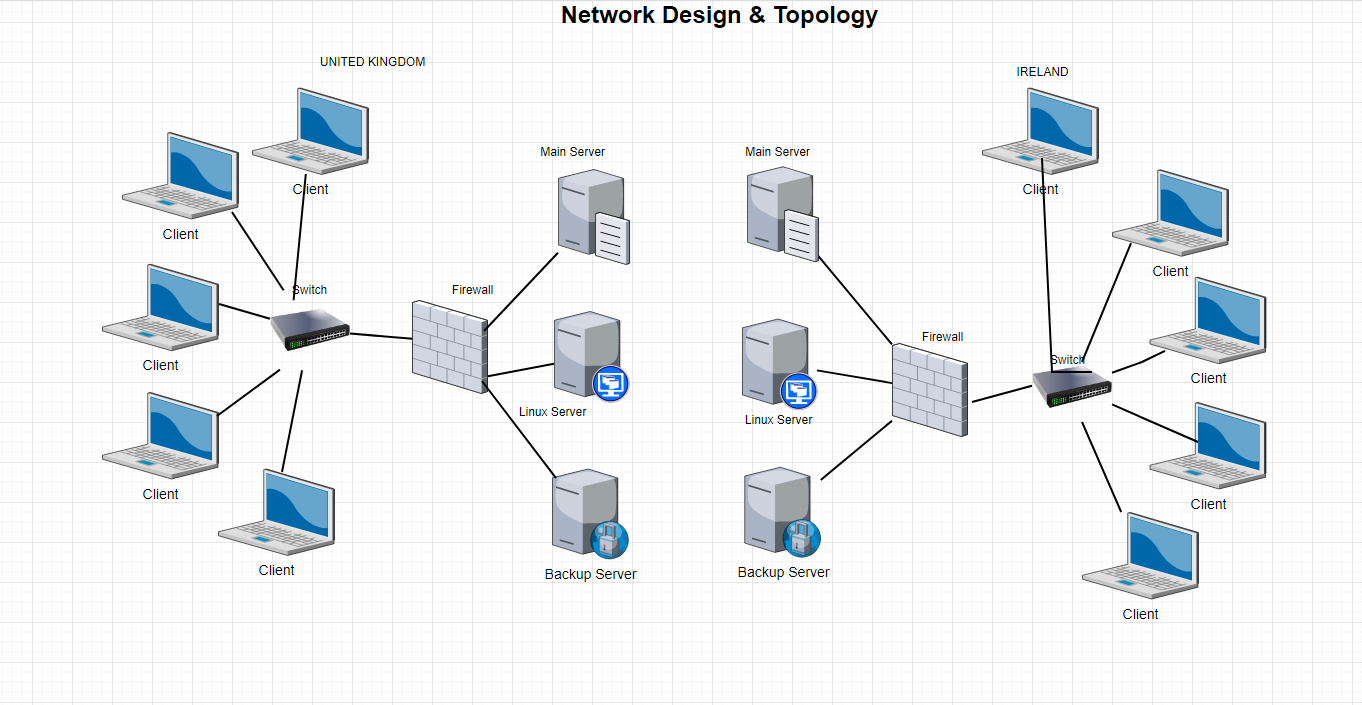 Network Design & Topology
UNITED KINGDOM
IRELAND
Main Server
Main Server
Client
Client
Client
Client
Switch
Firewall
Client
Firewall
Switch
Client
Client
Linux Server
Linux Server
Client
Client
Client
Backup Server
Backup Server
Client